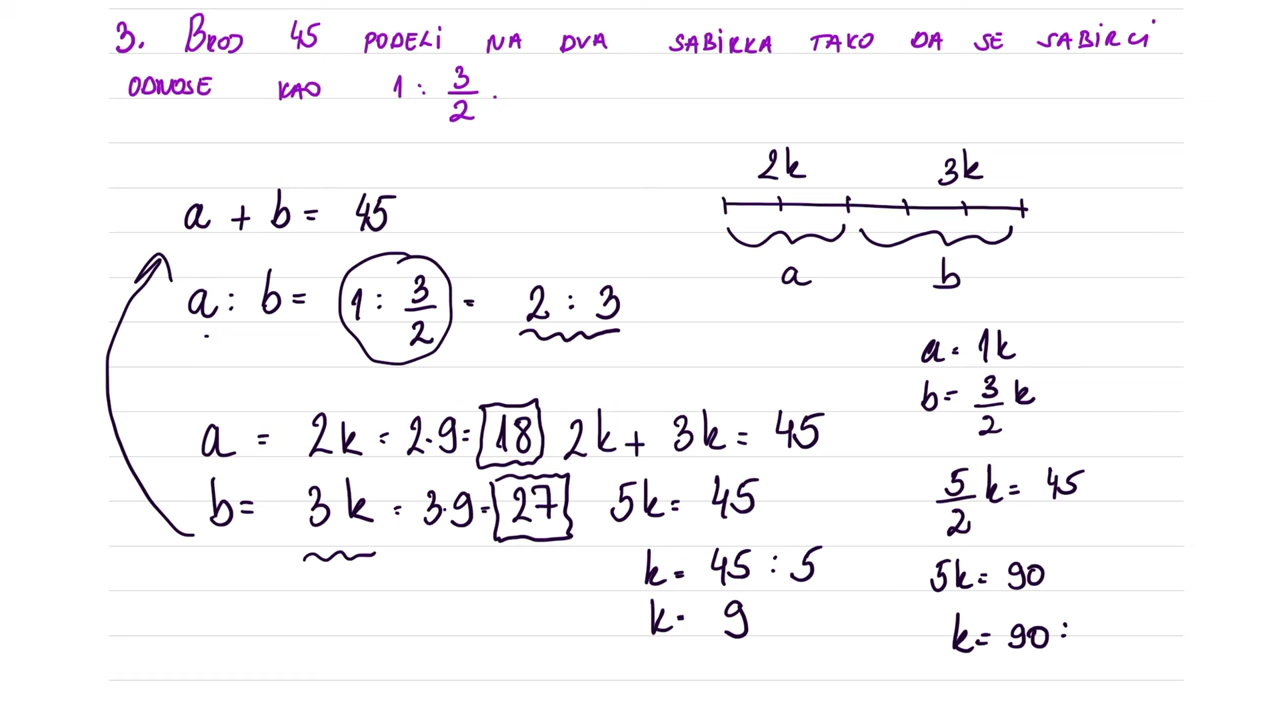 3. BROJ 45 PODELI NA DVA SABIRKA TAKO DA SE SABIRCI
ODNOSE KAO 1 : 3/2 .
2k 3k
a + b = 45
a b
a : b = 1 : 3/2 = 2 : 3
a = 1k
b = 3/2 k
a = 2k = 2·9 = 18 2k + 3k = 45
b = 3k = 3·9 = 27 5k = 45
5/2 k = 45
k = 45 : 5
5k = 90
k = 9
k = 90 :